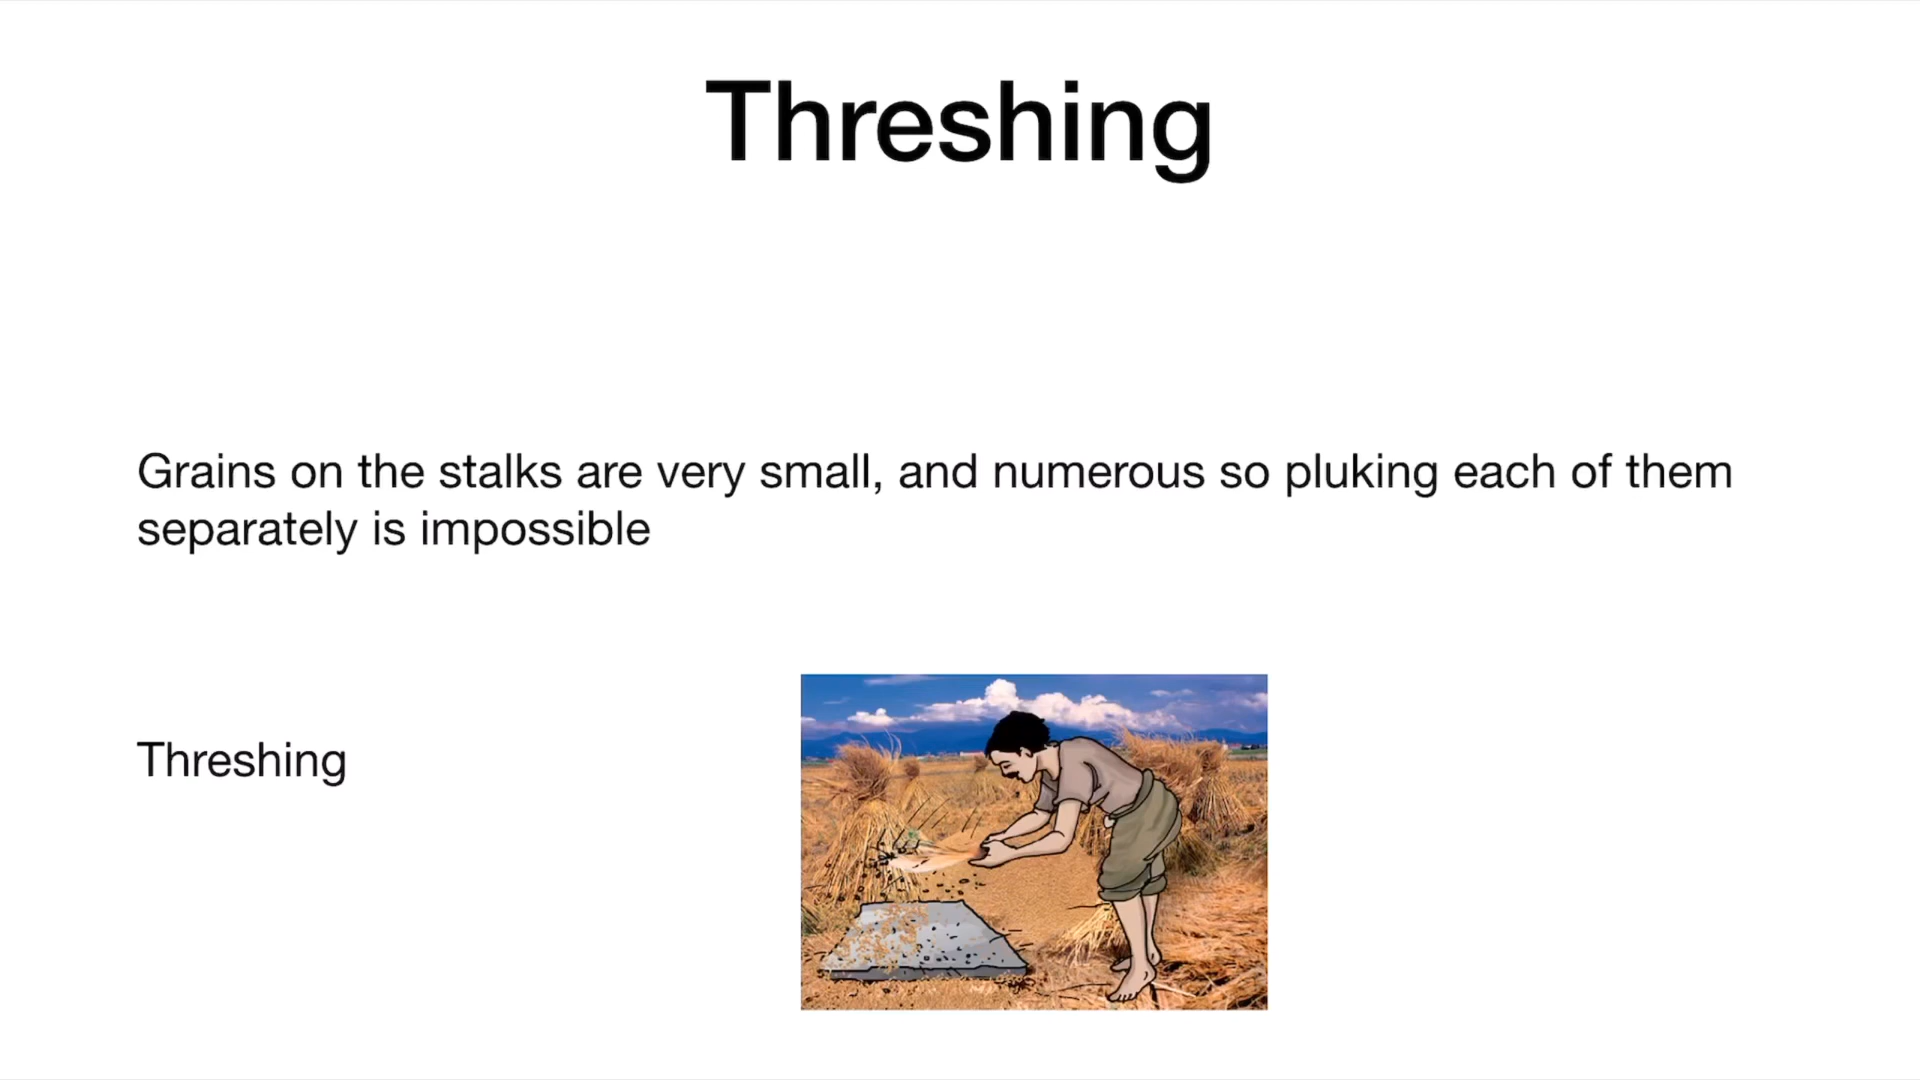 Threshing
Grains on the stalks are very small, and numerous so pluking each of them
separately is impossible
Threshing